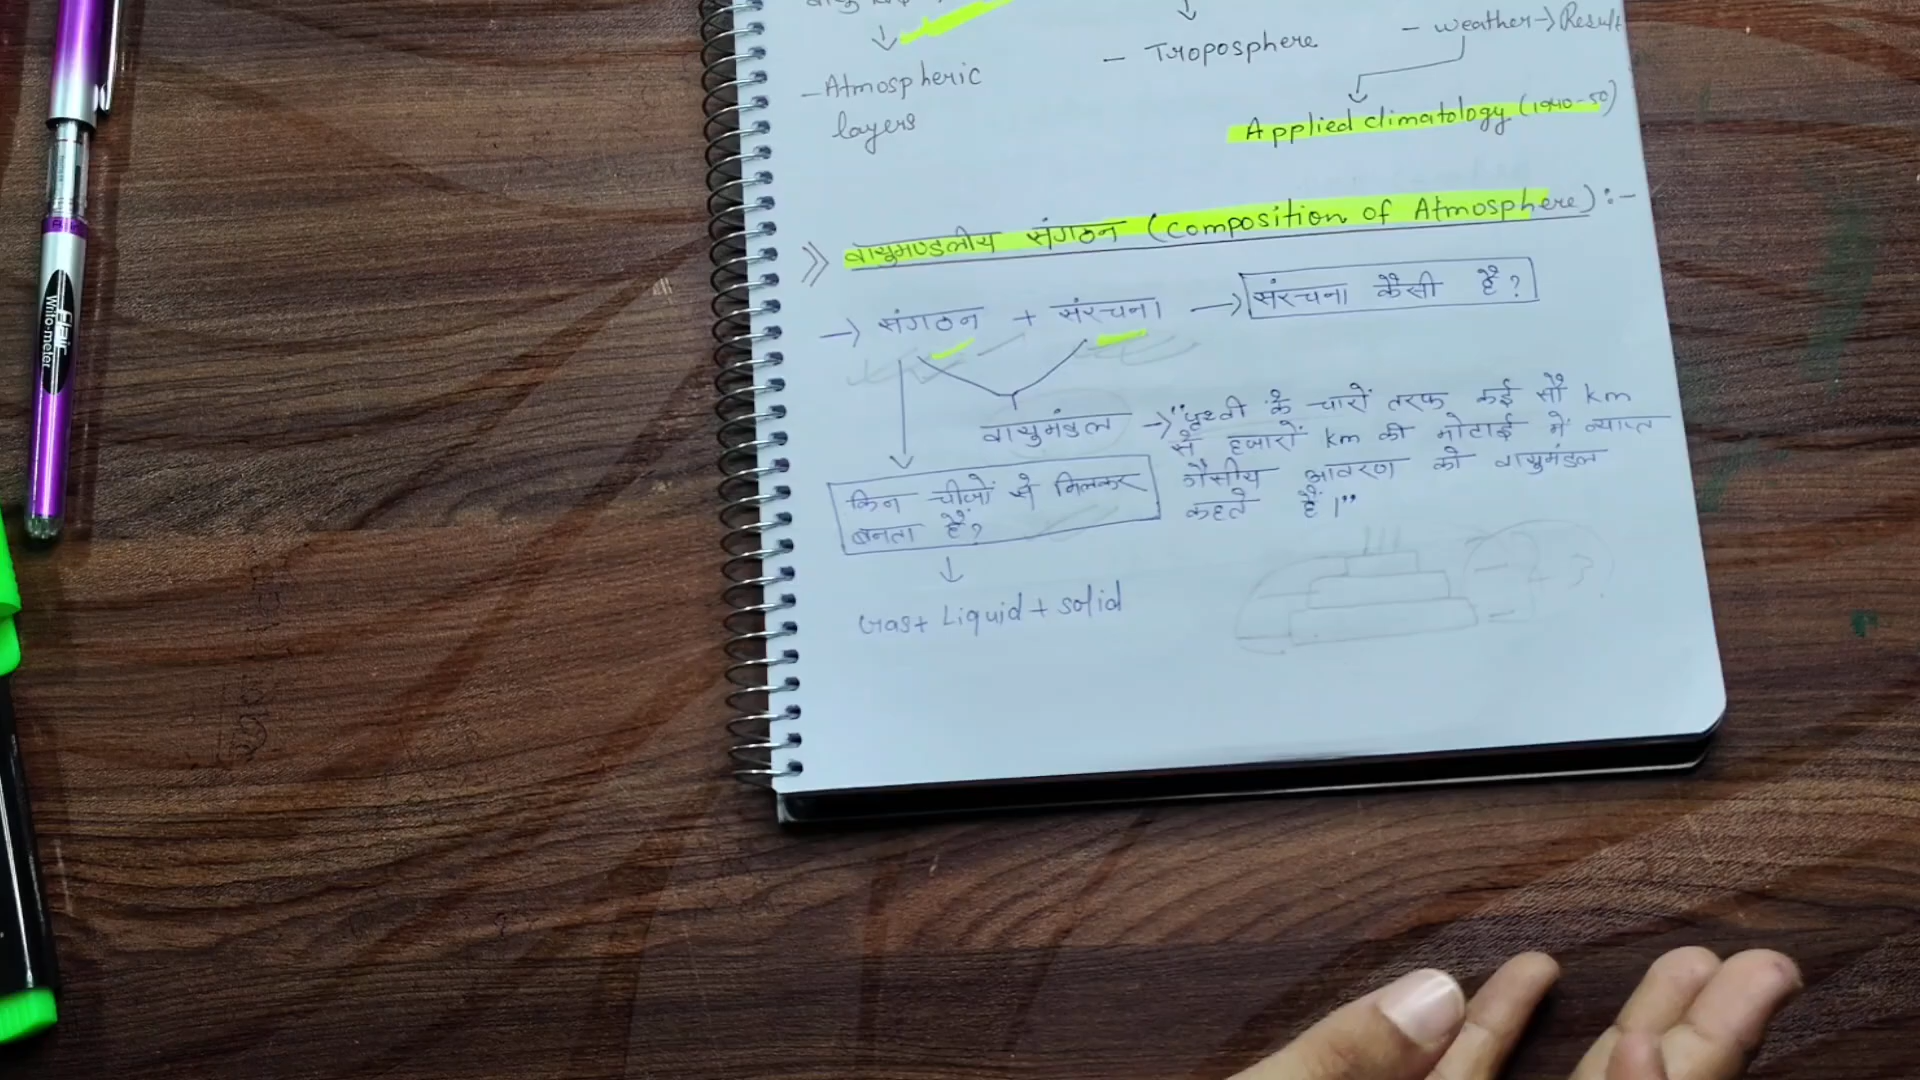 - weather → Result
- Troposphere
- Atmospheric
layers
Applied climatology (1940-50)
» वायुमण्डलीय संगठन (Composition of Atmosphere) :-
→ संगठन + संरचना → संरचना कैसी है?
वायुमंडल → "पृथ्वी के चारों तरफ कई सौ km
से हजारों km की मोटाई में व्याप्त
गैसीय आवरण को वायुमंडल
कहते हैं।"
किन चीजों से मिलकर
बनता है?
Gas + Liquid + Solid
Flair
Writo-meter